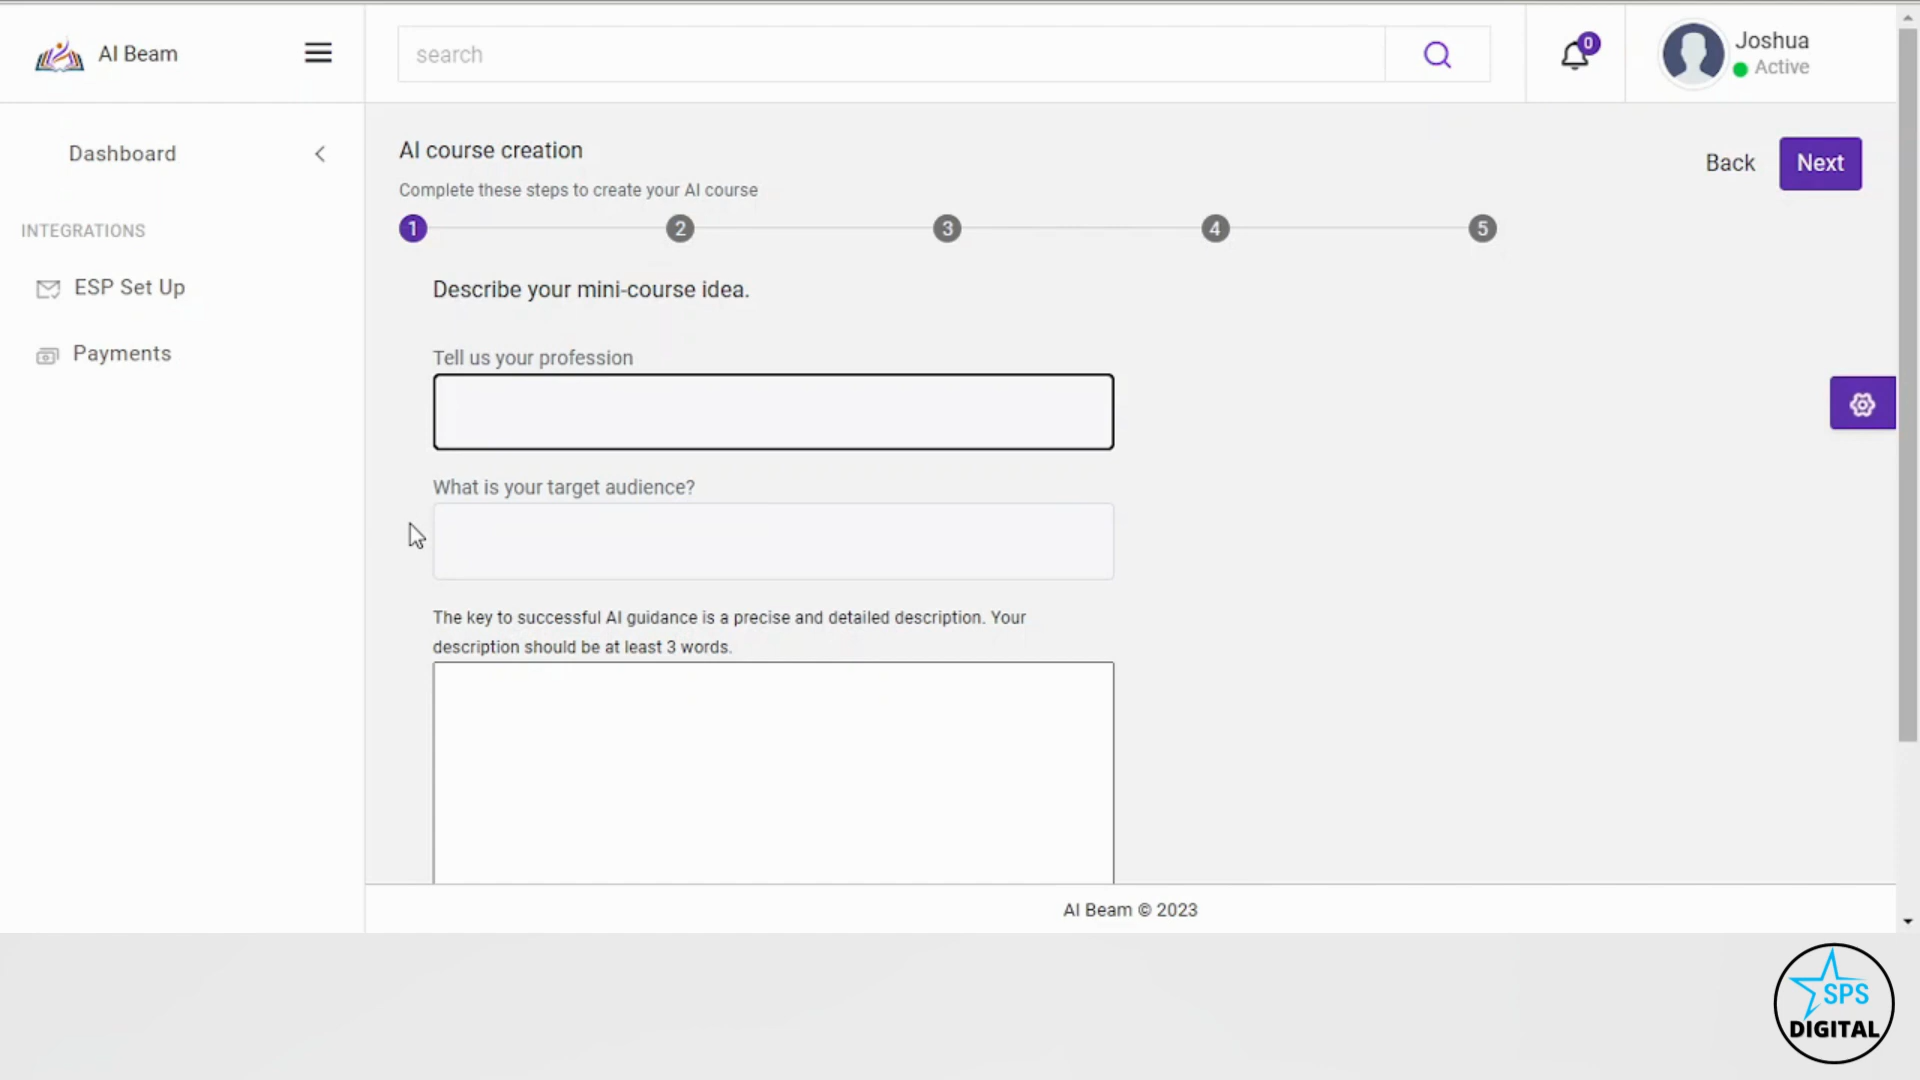 AI Beam
search
0
Joshua
Active
Dashboard
INTEGRATIONS
ESP Set Up
Payments
AI course creation
Complete these steps to create your AI course
Back
Next
1
2
3
4
5
Describe your mini-course idea.
Tell us your profession
What is your target audience?
The key to successful AI guidance is a precise and detailed description. Your
description should be at least 3 words.
AI Beam © 2023
SPS
DIGITAL